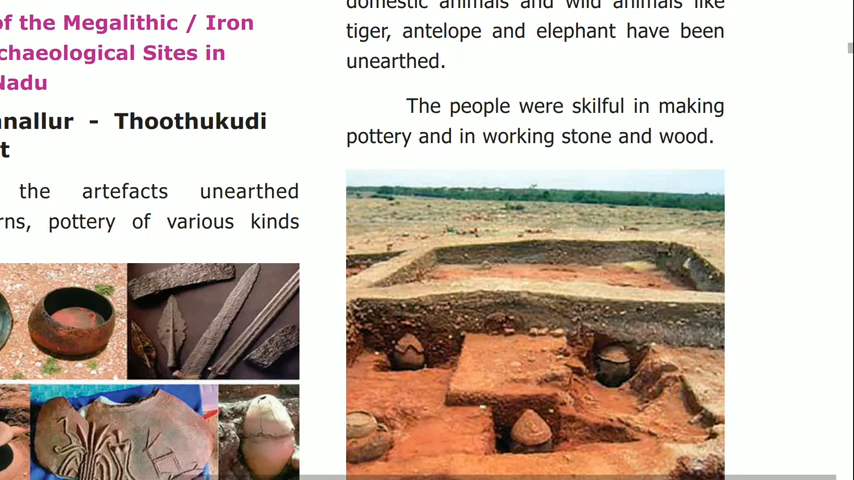 of the Megalithic / Iron
chaeological Sites in
Nadu
nallur - Thoothukudi
t
the artefacts unearthed
rns, pottery of various kinds
domestic animals and wild animals like
tiger, antelope and elephant have been
unearthed.
The people were skilful in making
pottery and in working stone and wood.